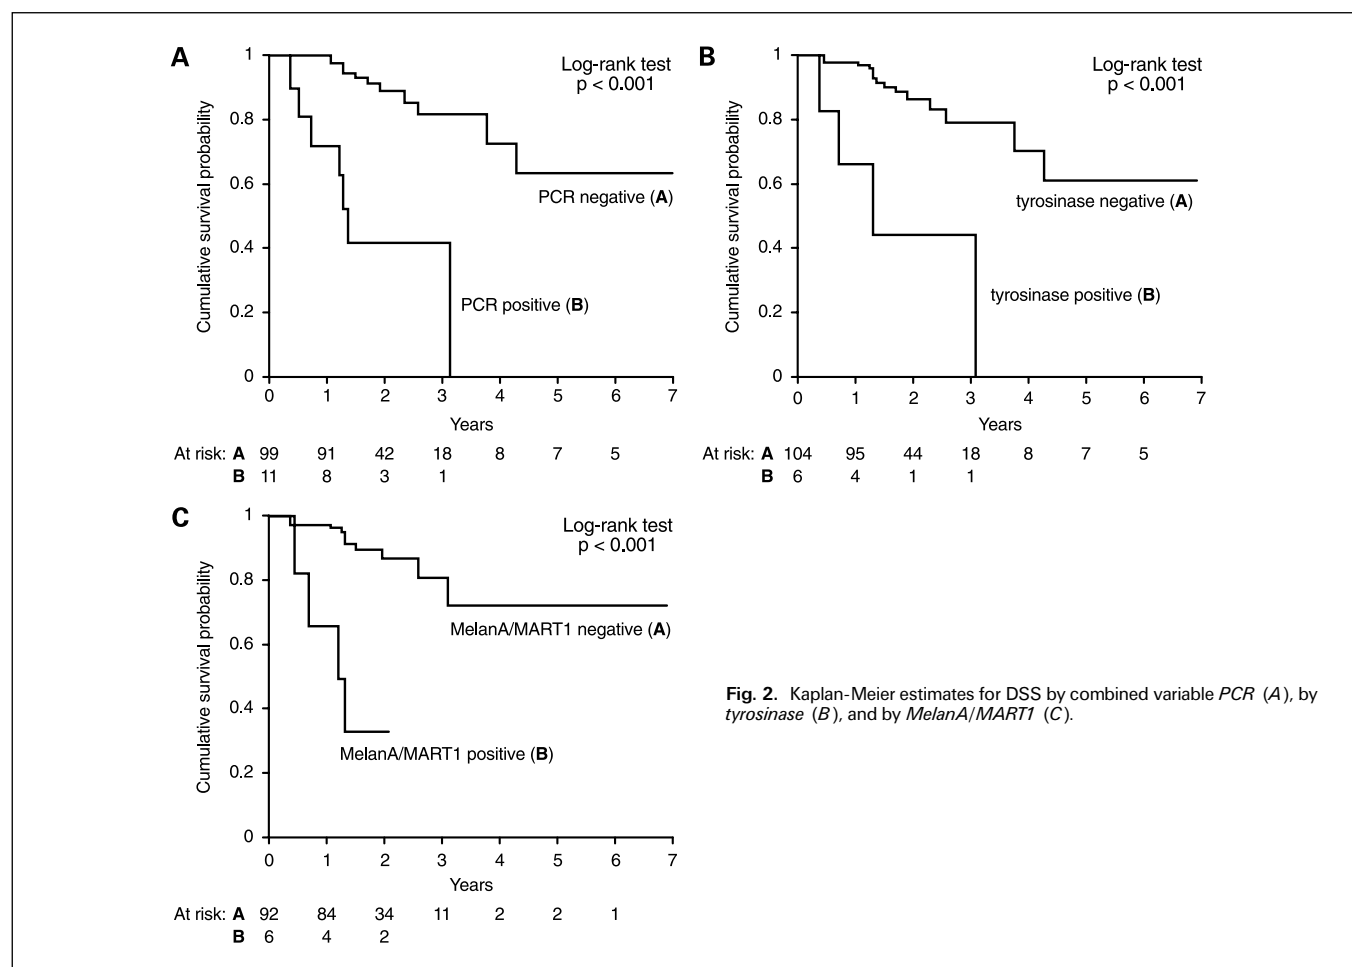 A
1
0.8
0.6
0.4
0.2
0
Cumulative survival probability
Log-rank test
p < 0.001
PCR negative (A)
PCR positive (B)
0 1 2 3 4 5 6 7
Years
At risk: A 99 91 42 18 8 7 5
B 11 8 3 1
B
1
0.8
0.6
0.4
0.2
0
Cumulative survival probability
Log-rank test
p < 0.001
tyrosinase negative (A)
tyrosinase positive (B)
0 1 2 3 4 5 6 7
Years
At risk: A 104 95 44 18 8 7 5
B 6 4 1 1
C
1
0.8
0.6
0.4
0.2
0
Cumulative survival probability
Log-rank test
p < 0.001
MelanA/MART1 negative (A)
MelanA/MART1 positive (B)
0 1 2 3 4 5 6 7
Years
At risk: A 92 84 34 11 2 2 1
B 6 4 2
Fig. 2. Kaplan-Meier estimates for DSS by combined variable PCR (A), by
tyrosinase (B), and by MelanA/MART1 (C).